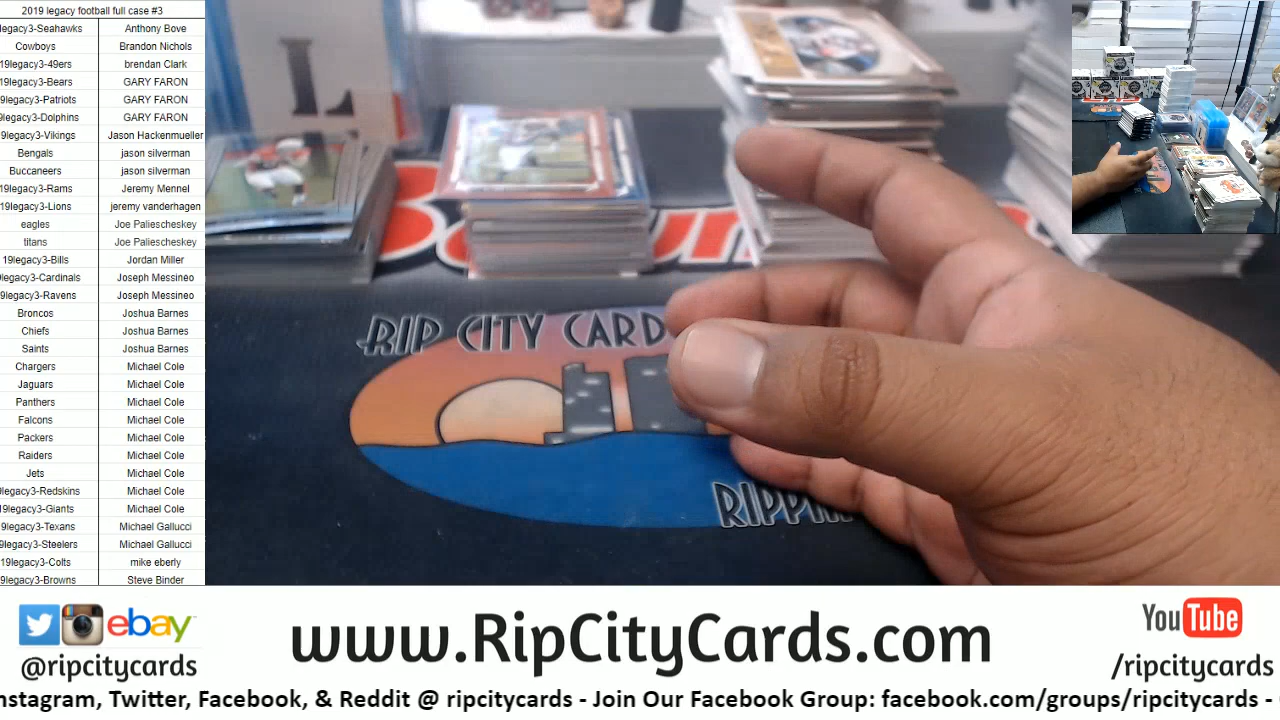 2019 legacy football full case #3
legacy3-Seahawks Anthony Bove
Cowboys Brandon Nichols
19legacy3-49ers brendan Clark
19legacy3-Bears GARY FARON
19legacy3-Patriots GARY FARON
19legacy3-Dolphins GARY FARON
9legacy3-Vikings Jason Hackenmueller
Bengals jason silverman
Buccaneers jason silverman
19legacy3-Rams Jeremy Mennel
19legacy3-Lions jeremy vanderhagen
eagles Joe Paliescheskey
titans Joe Paliescheskey
19legacy3-Bills Jordan Miller
9legacy3-Cardinals Joseph Messineo
9legacy3-Ravens Joseph Messineo
Broncos Joshua Barnes
Chiefs Joshua Barnes
Saints Joshua Barnes
Chargers Michael Cole
Jaguars Michael Cole
Panthers Michael Cole
Falcons Michael Cole
Packers Michael Cole
Raiders Michael Cole
Jets Michael Cole
legacy3-Redskins Michael Cole
9legacy3-Giants Michael Cole
9legacy3-Texans Michael Gallucci
9legacy3-Steelers Michael Gallucci
19legacy3-Colts mike eberly
9legacy3-Browns Steve Binder
RIP CITY CARD
RIPPIN
ebay
@ripcitycards
www.RipCityCards.com
YouTube
/ripcitycards
nstagram, Twitter, Facebook, & Reddit @ ripcitycards - Join Our Facebook Group: facebook.com/groups/ripcitycards -